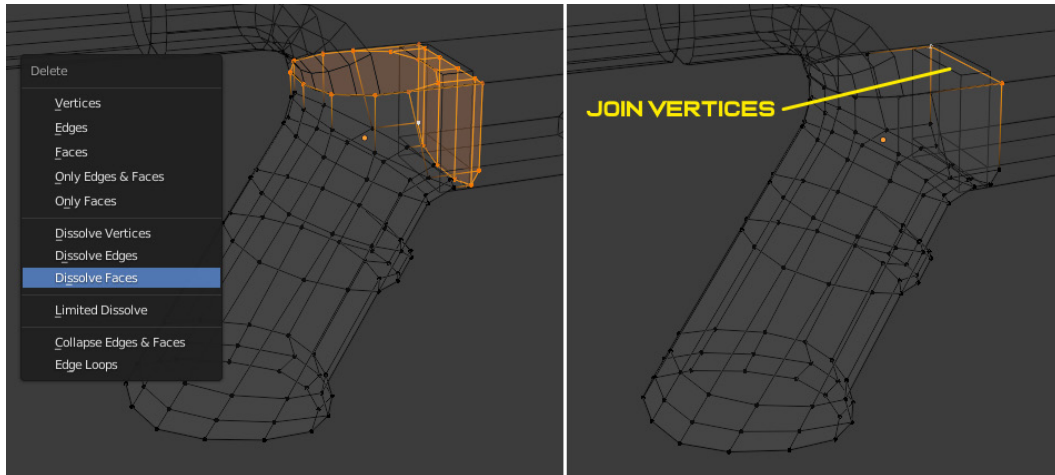 Delete
Vertices
Edges
Faces
Only Edges & Faces
Only Faces
Dissolve Vertices
Dissolve Edges
Dissolve Faces
Limited Dissolve
Collapse Edges & Faces
Edge Loops
JOIN VERTICES